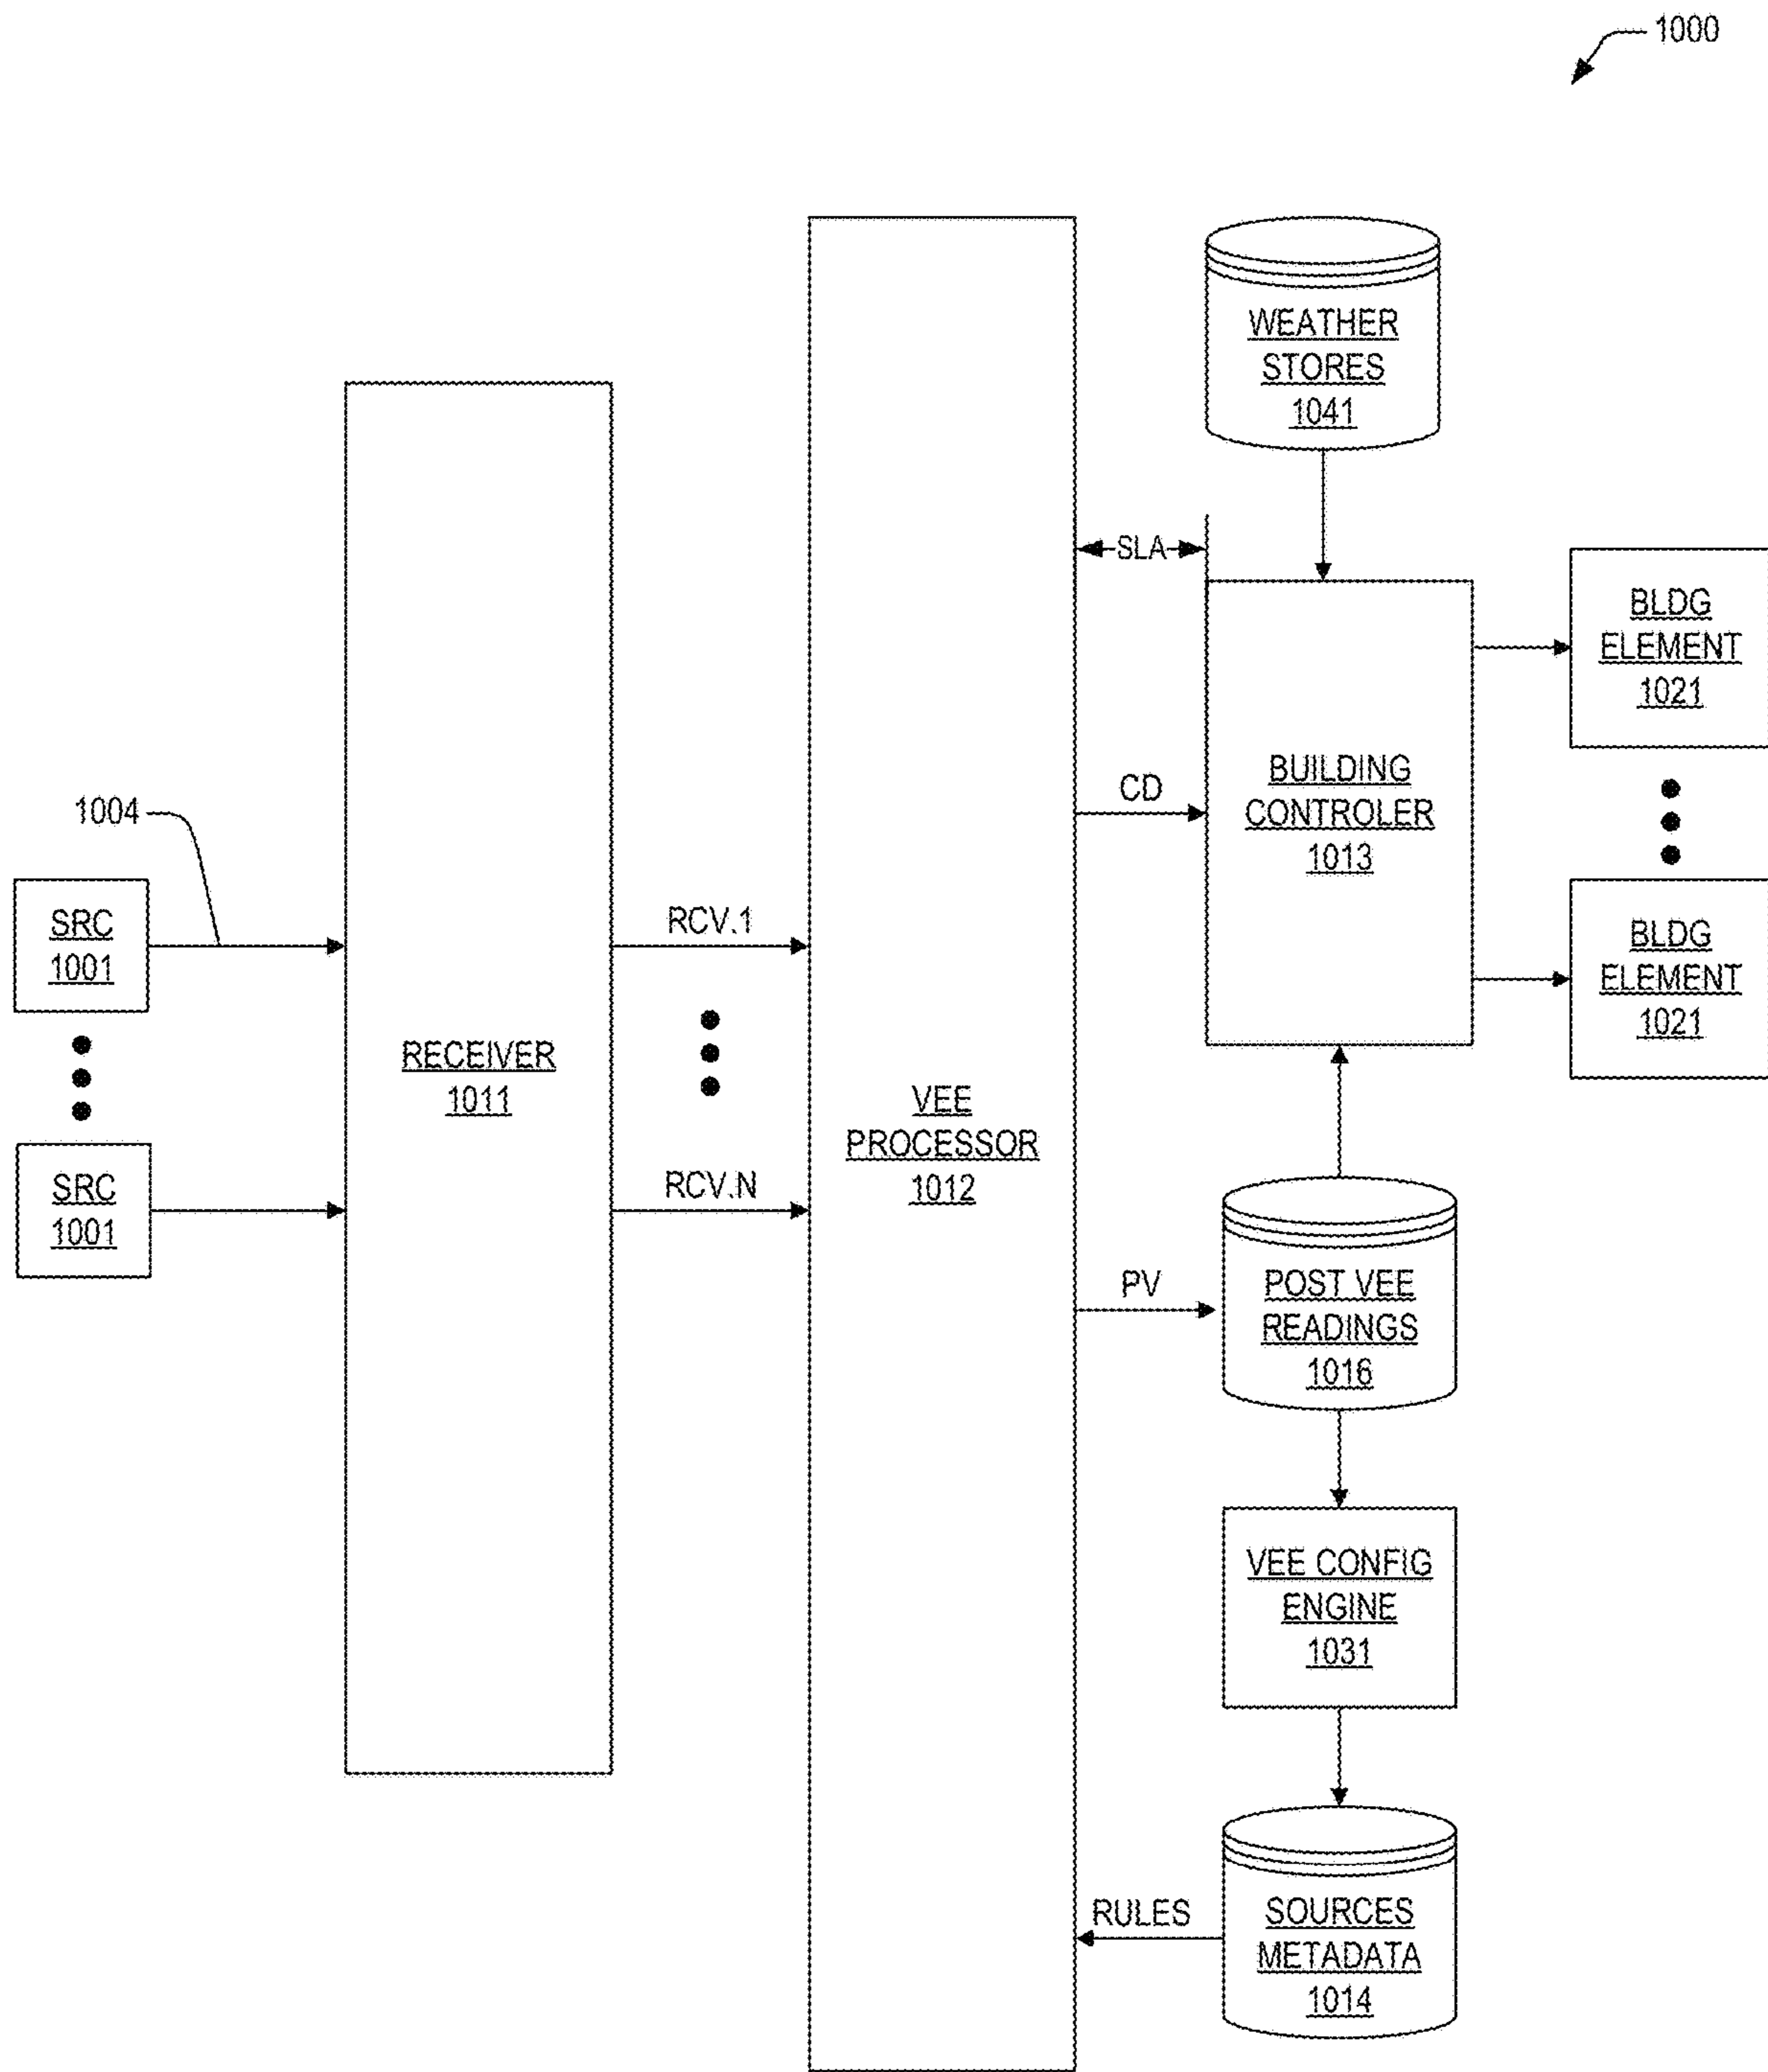 1000
WEATHER
STORES
1041
SLA
BLDG
ELEMENT
1021
CD
BUILDING
CONTROLER
1013
1004
SRC
1001
RCV.1
BLDG
ELEMENT
1021
RECEIVER
1011
VEE
PROCESSOR
1012
SRC
1001
RCV.N
PV
POST VEE
READINGS
1016
VEE CONFIG
ENGINE
1031
RULES
SOURCES
METADATA
1014